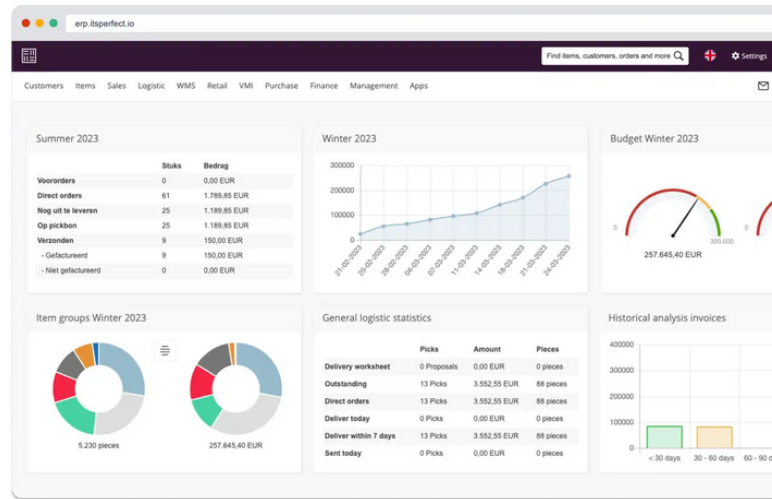 erp.itsperfect.io
Find items, customers, orders and more
Settings
Customers Items Sales Logistic WMS Retail VMI Purchase Finance Management Apps
Summer 2023
Stuks Bedrag
Voororders 0 0,00 EUR
Direct orders 61 1.789,85 EUR
Nog uit te leveren 25 1.189,85 EUR
Op pickbon 25 1.189,85 EUR
Verzonden 9 150,00 EUR
- Gefactureerd 9 150,00 EUR
- Niet gefactureerd 0 0,00 EUR
Winter 2023
300000
200000
100000
0
21-02-2023 25-02-2023 28-02-2023 04-03-2023 07-03-2023 11-03-2023 14-03-2023 18-03-2023 21-03-2023 24-03-2023
Budget Winter 2023
0 300.000 0
257.645,40 EUR
Item groups Winter 2023
5.230 pieces 257.645,40 EUR
General logistic statistics
Picks Amount Pieces
Delivery worksheet 0 Proposals 0,00 EUR 0 pieces
Outstanding 13 Picks 3.552,55 EUR 88 pieces
Direct orders 13 Picks 3.552,55 EUR 88 pieces
Deliver today 0 Picks 0,00 EUR 0 pieces
Deliver within 7 days 13 Picks 3.552,55 EUR 88 pieces
Sent today 0 Picks 0,00 EUR 0 pieces
Historical analysis invoices
400000
300000
200000
100000
0
< 30 days 30 - 60 days 60 - 90 d